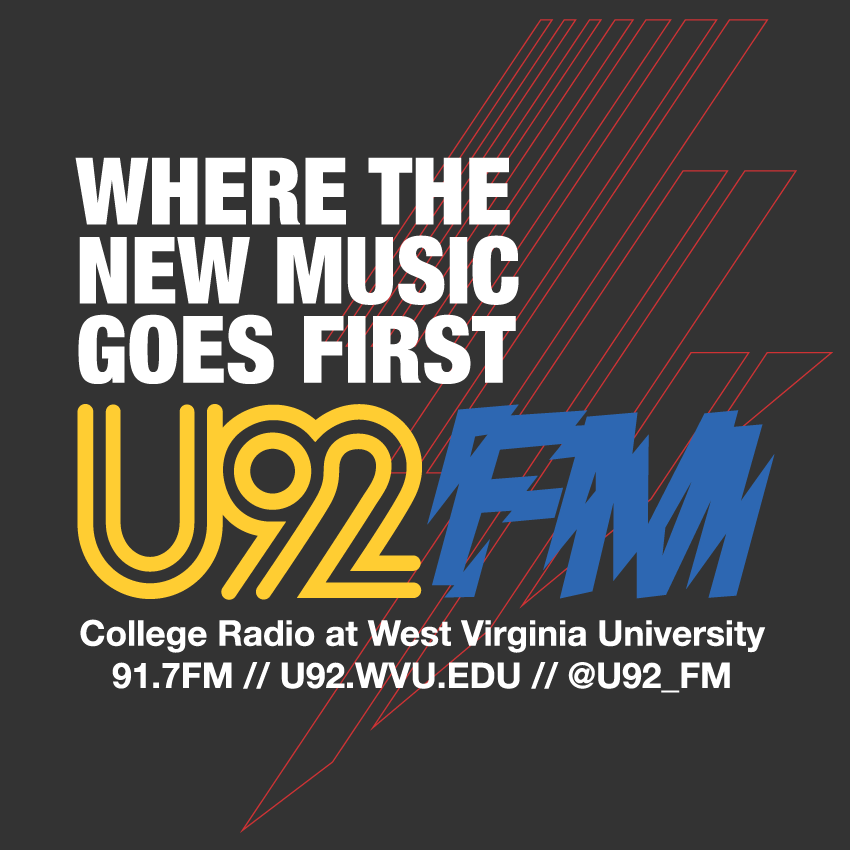 WHERE THE
NEW MUSIC
GOES FIRST
U92 FM
College Radio at West Virginia University
91.7FM // U92.WVU.EDU // @U92_FM